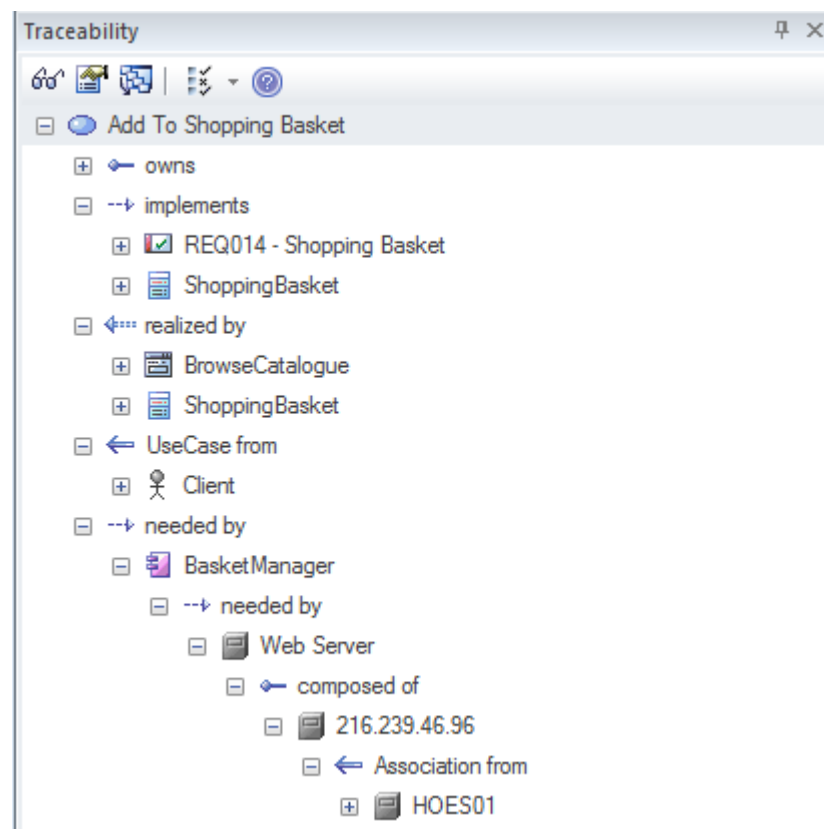 Traceability
Add To Shopping Basket
owns
implements
REQ014 - Shopping Basket
ShoppingBasket
realized by
BrowseCatalogue
ShoppingBasket
UseCase from
Client
needed by
BasketManager
needed by
Web Server
composed of
216.239.46.96
Association from
HOES01